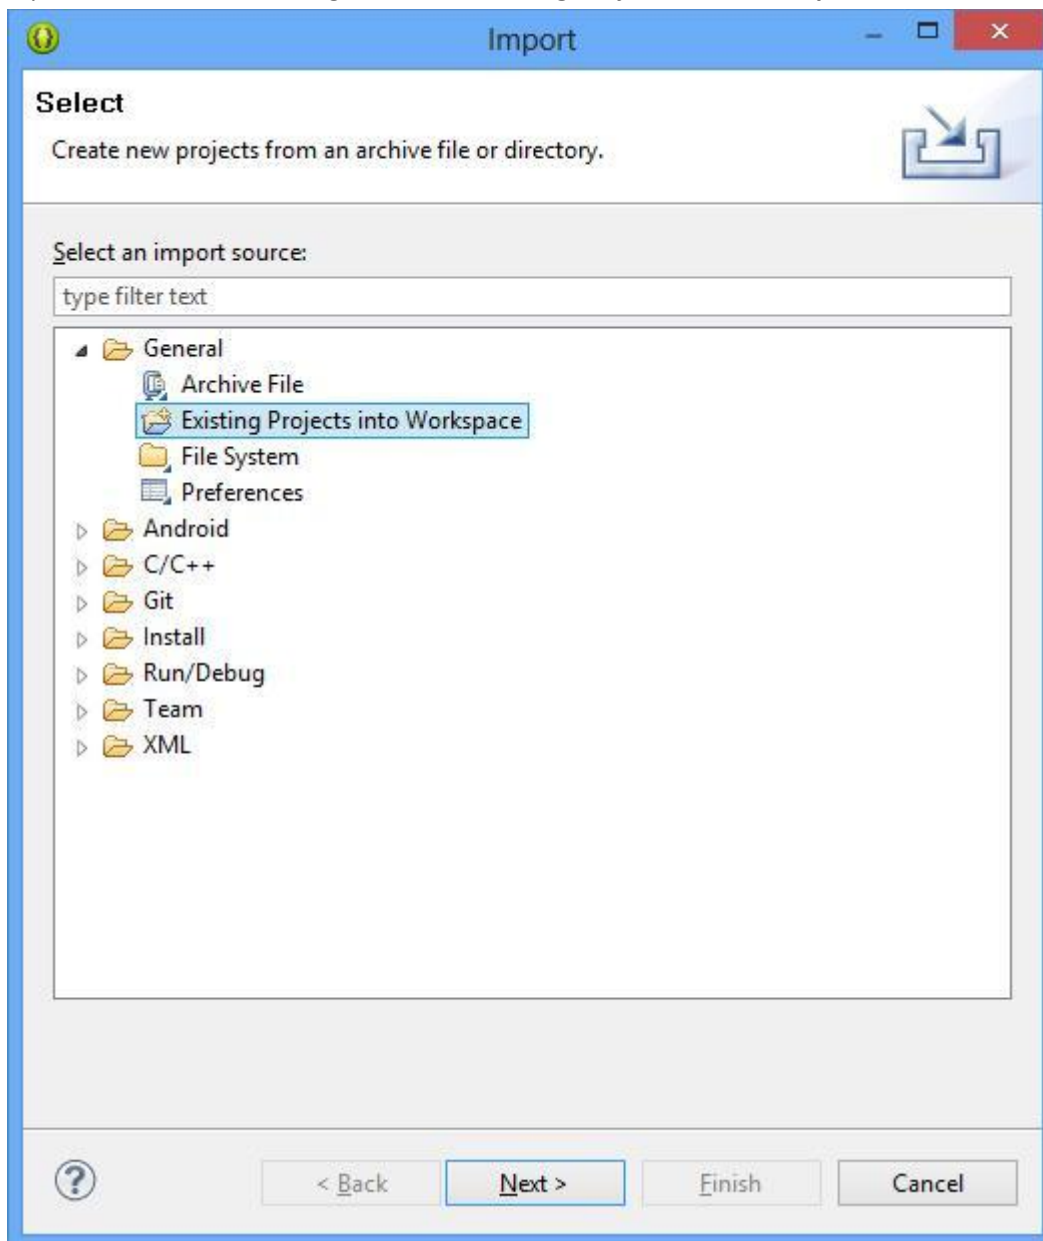 Import
Select
Create new projects from an archive file or directory.
Select an import source:
type filter text
General
Archive File
Existing Projects into Workspace
File System
Preferences
Android
C/C++
Git
Install
Run/Debug
Team
XML
< Back Next > Finish Cancel